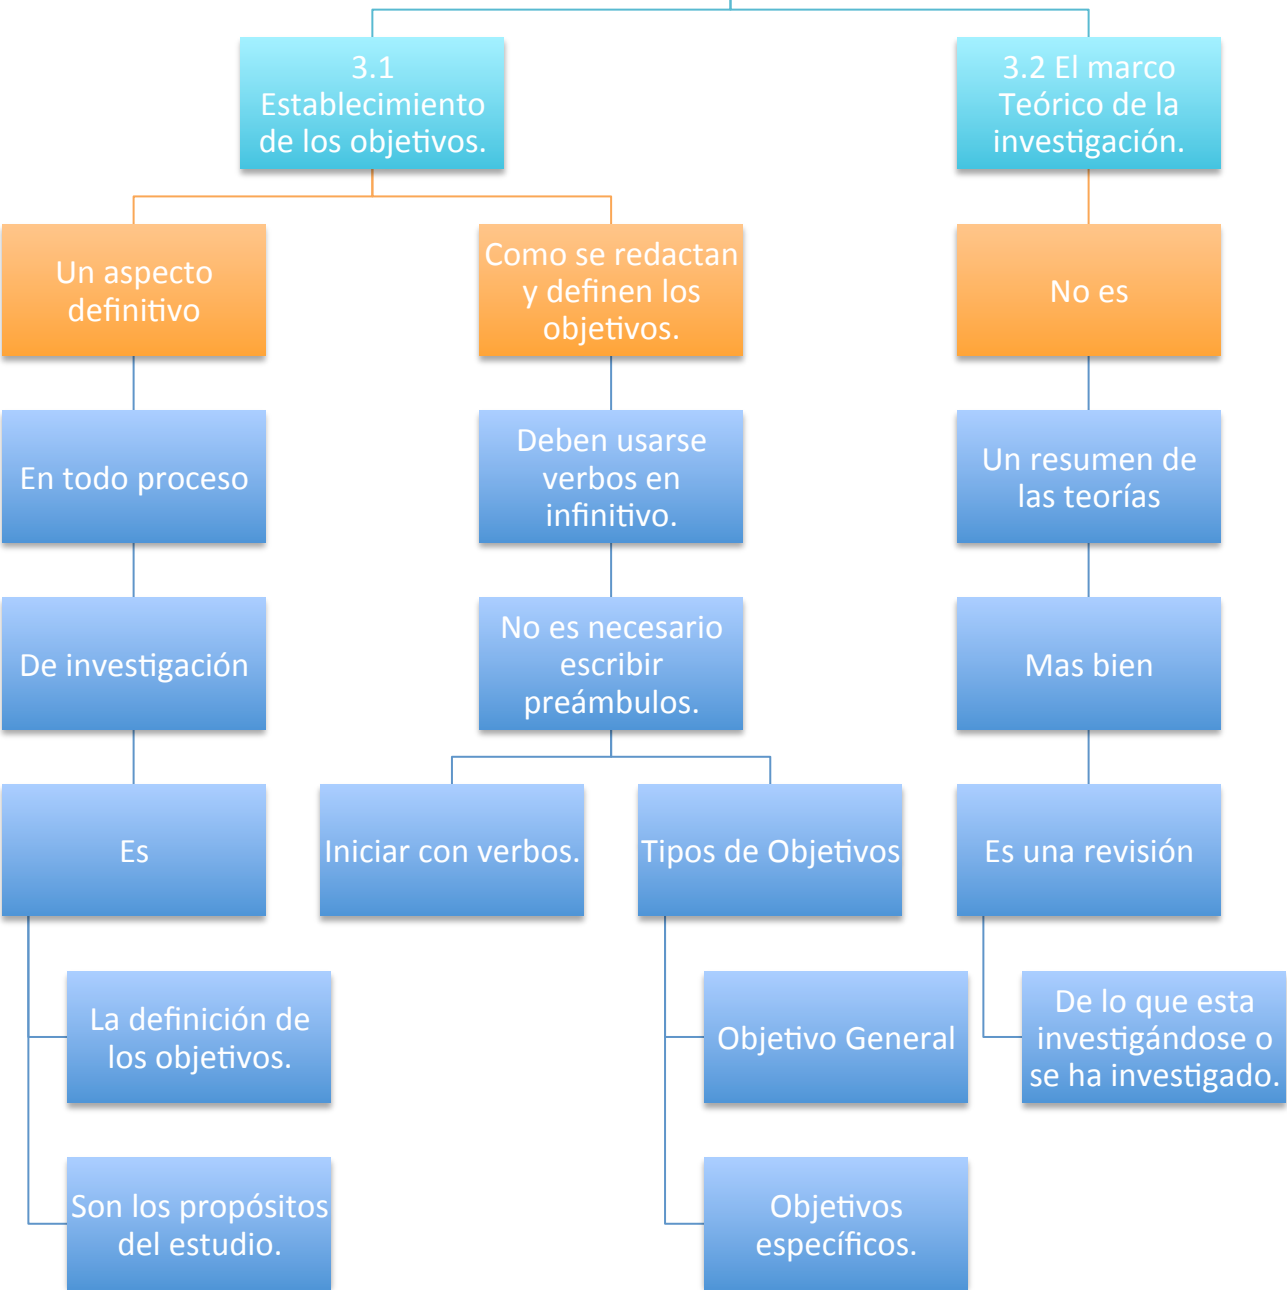 3.1
Establecimiento
de los objetivos.
3.2 El marco
Teórico de la
investigación.
Un aspecto
definitivo
Como se redactan
y definen los
objetivos.
No es
En todo proceso
Deben usarse
verbos en
infinitivo.
Un resumen de
las teorías
De investigación
No es necesario
escribir
preámbulos.
Mas bien
Es
Iniciar con verbos.
Tipos de Objetivos
Es una revisión
La definición de
los objetivos.
Objetivo General
De lo que esta
investigándose o
se ha investigado.
Son los propósitos
del estudio.
Objetivos
específicos.